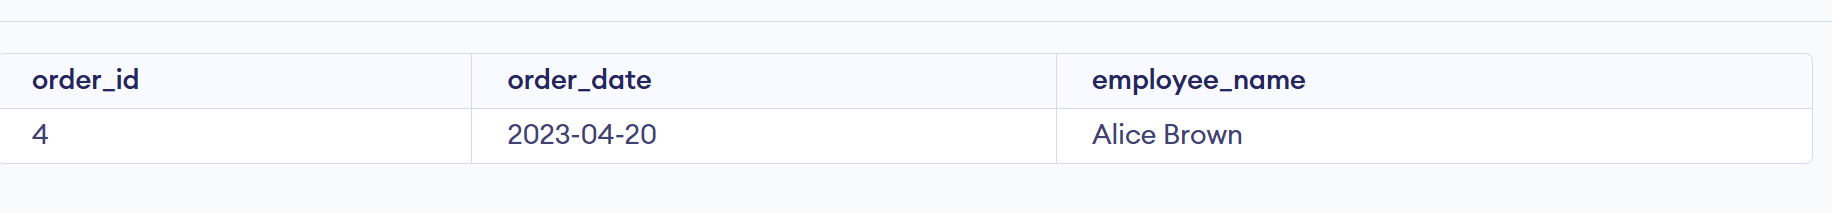 order_id order_date employee_name
4 2023-04-20 Alice Brown